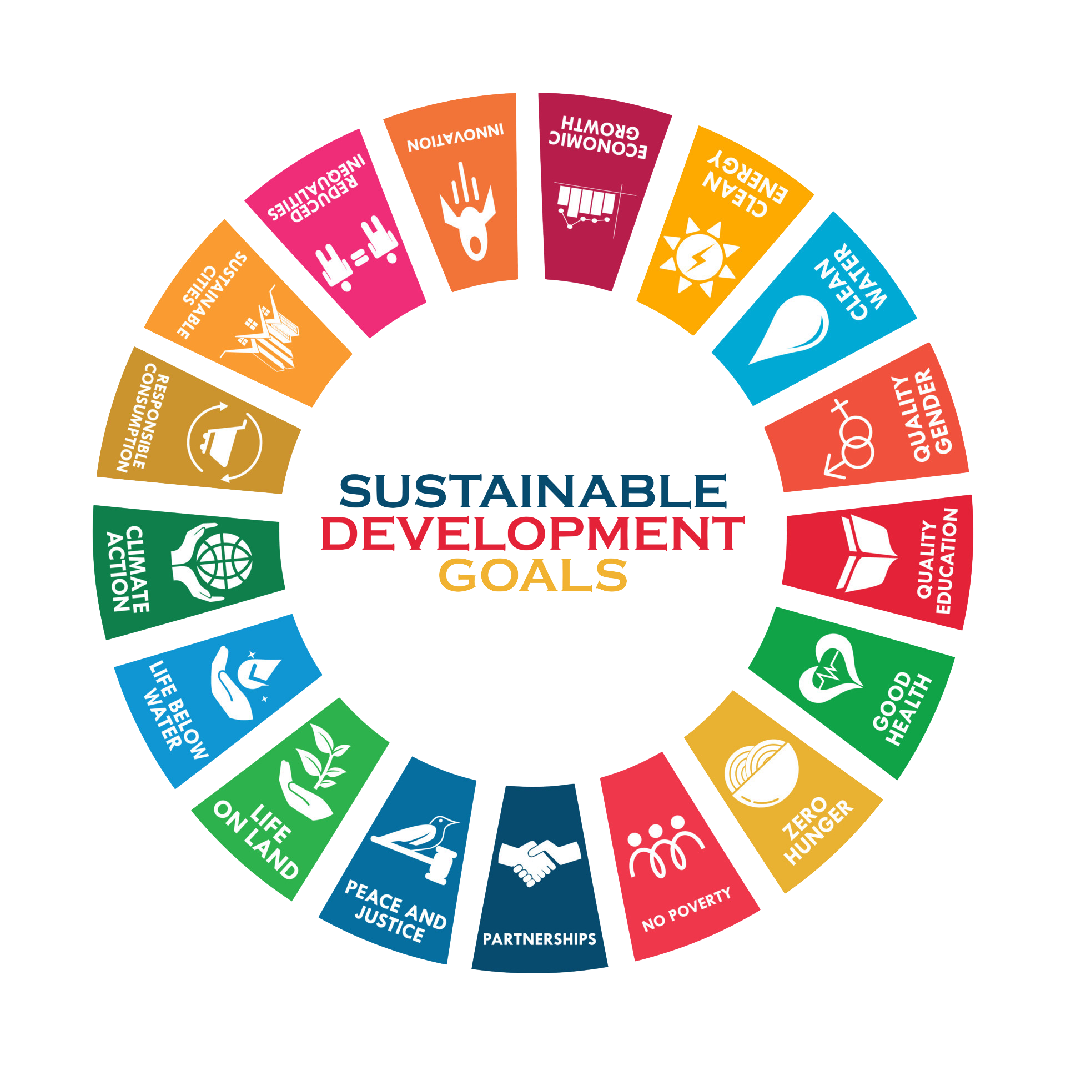 SUSTAINABLE
DEVELOPMENT
GOALS
ECONOMIC
GROWTH
CLEAN
ENERGY
CLEAN
WATER
QUALITY
GENDER
QUALITY
EDUCATION
GOOD
HEALTH
ZERO
HUNGER
NO POVERTY
PARTNERSHIPS
PEACE AND
JUSTICE
LIFE
ON LAND
LIFE BELOW
WATER
CLIMATE
ACTION
RESPONSIBLE
CONSUMPTION
SUSTAINABLE
CITIES
REDUCED
INEQUALITIES
INNOVATION